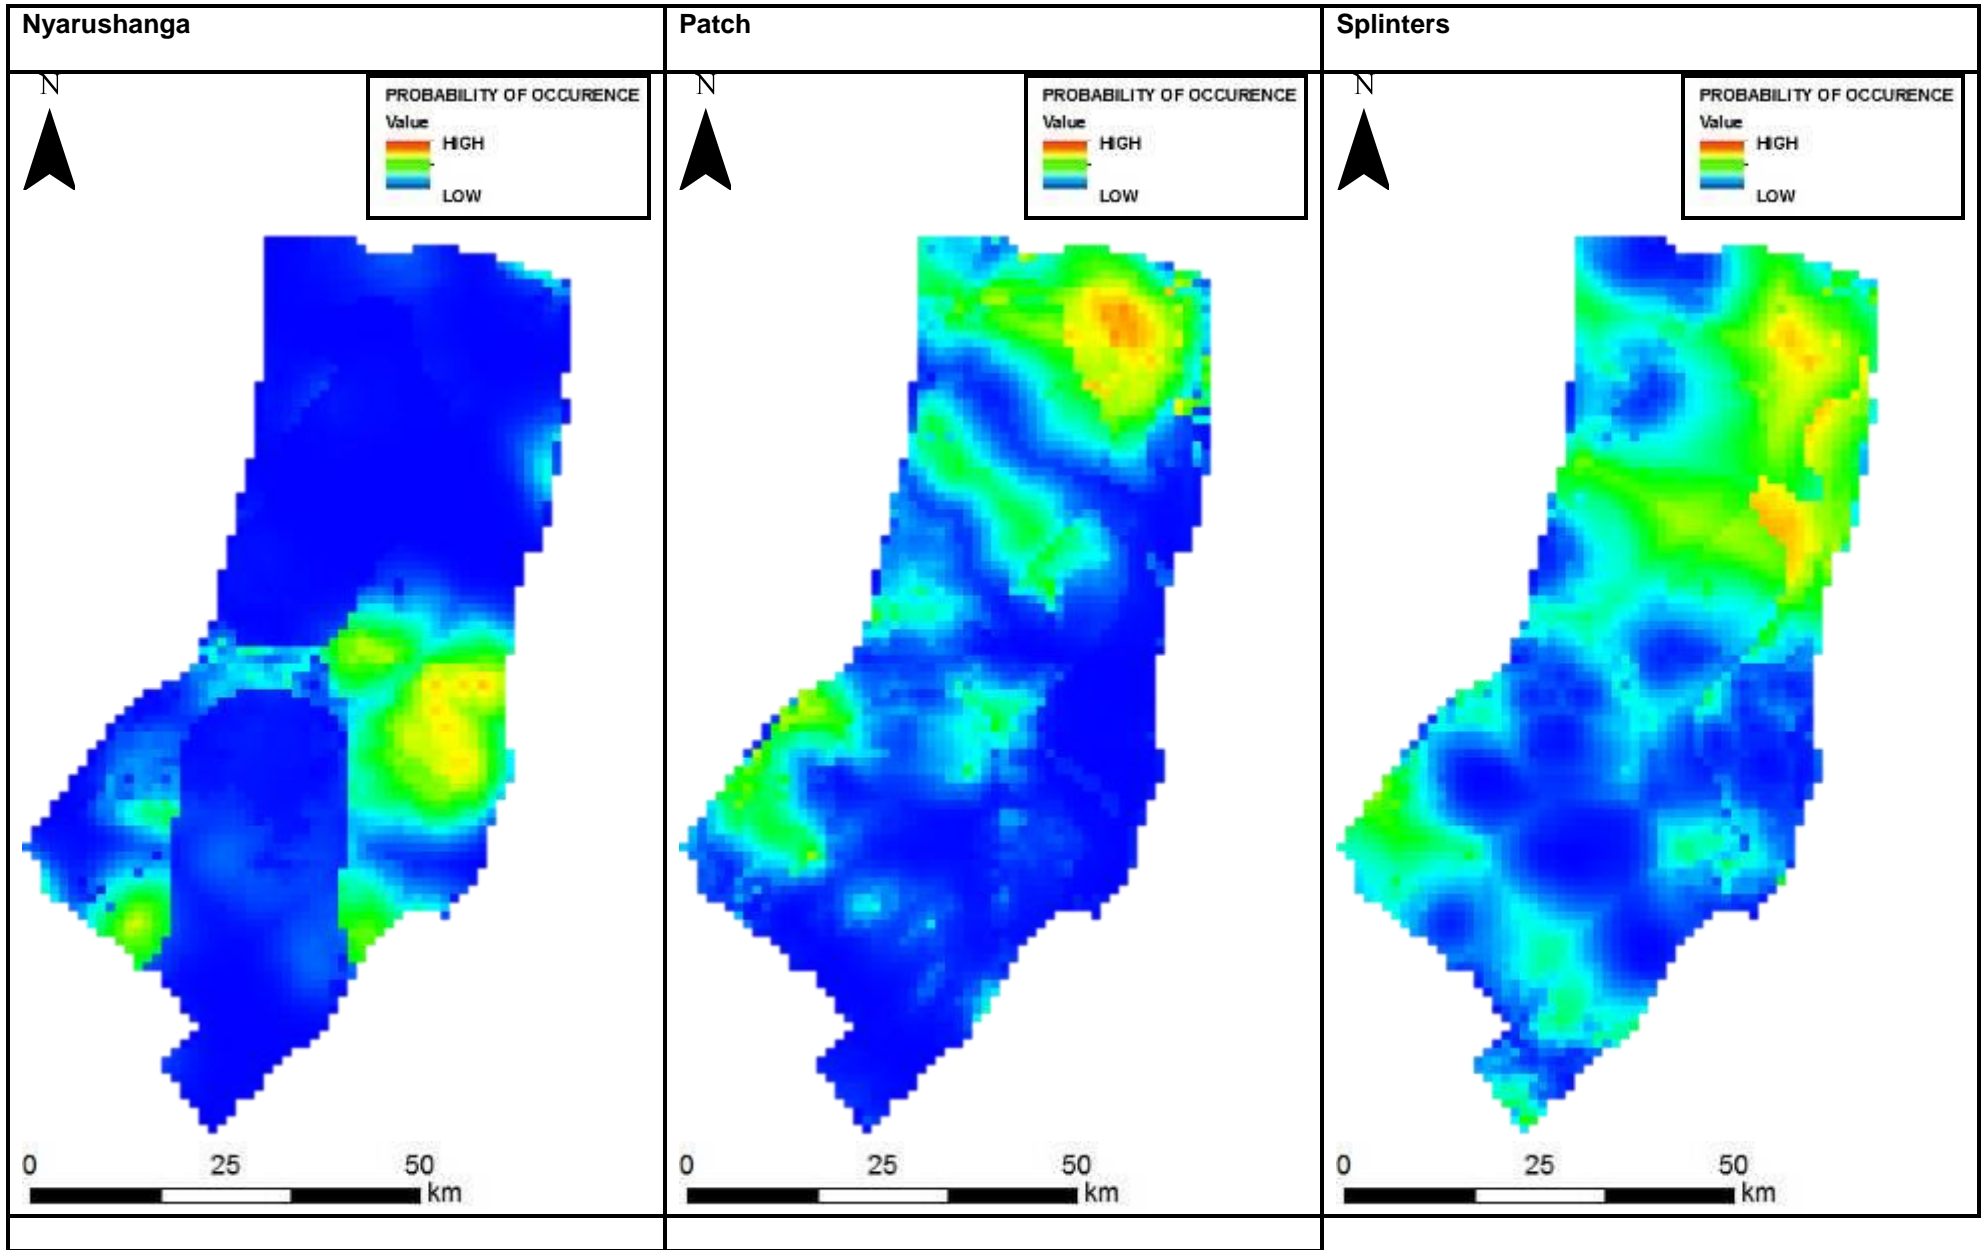 Nyarushanga
Patch
Splinters
N
PROBABILITY OF OCCURENCE
Value
HIGH
LOW
0 25 50
km
N
PROBABILITY OF OCCURENCE
Value
HIGH
LOW
0 25 50
km
N
PROBABILITY OF OCCURENCE
Value
HIGH
LOW
0 25 50
km